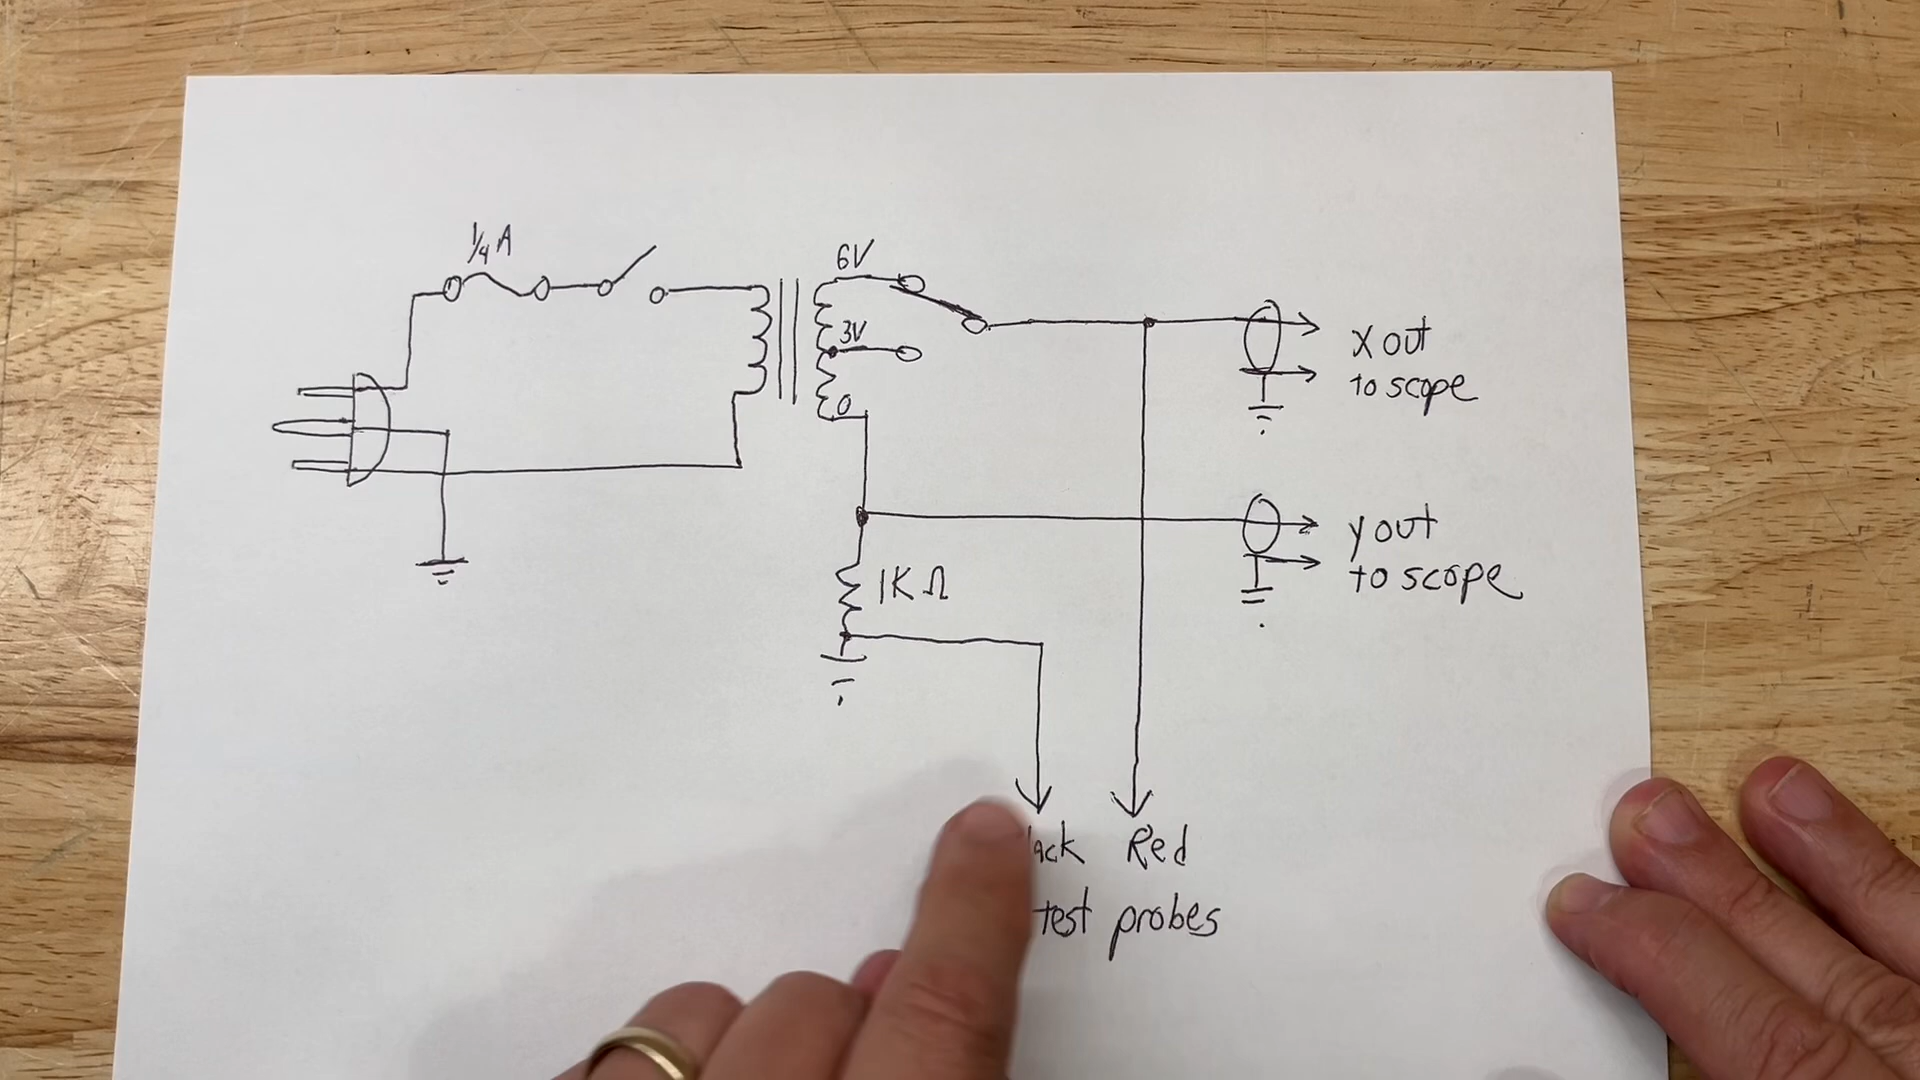 1/4 A
6V
3V
0
X out
to scope
y out
to scope
1K Ω
Red
test probes